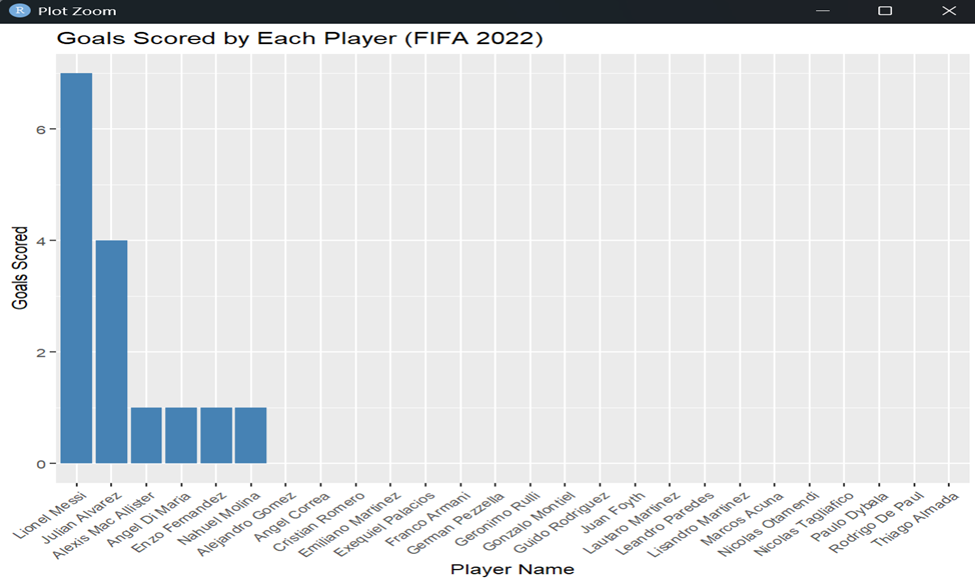 R Plot Zoom
Goals Scored by Each Player (FIFA 2022)
Goals Scored
6
4
2
0
Lionel Messi
Julian Alvarez
Alexis Mac Allister
Angel Di Maria
Enzo Fernandez
Nahuel Molina
Alejandro Gomez
Angel Correa
Cristian Romero
Emiliano Martinez
Exequiel Palacios
Franco Armani
German Pezzella
Geronimo Rulli
Gonzalo Montiel
Guido Rodriguez
Juan Foyth
Lautaro Martinez
Leandro Paredes
Lisandro Martinez
Marcos Acuna
Nicolas Otamendi
Nicolas Tagliafico
Paulo Dybala
Rodrigo De Paul
Thiago Almada
Player Name